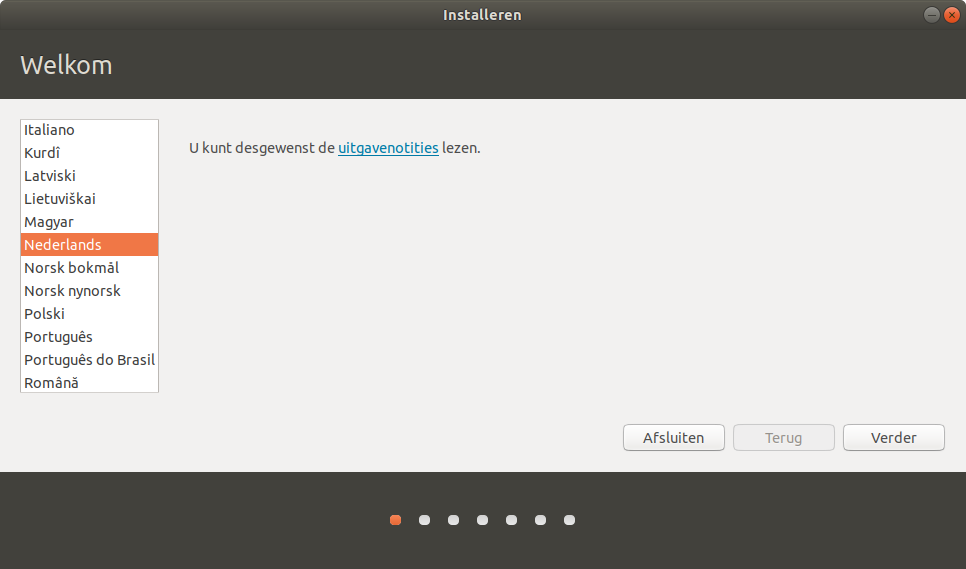 Installeren
Welkom
Italiano
Kurdî
Latviski
Lietuviškai
Magyar
Nederlands
Norsk bokmål
Norsk nynorsk
Polski
Português
Português do Brasil
Română
U kunt desgewenst de uitgavenotities lezen.
Afsluiten
Terug
Verder